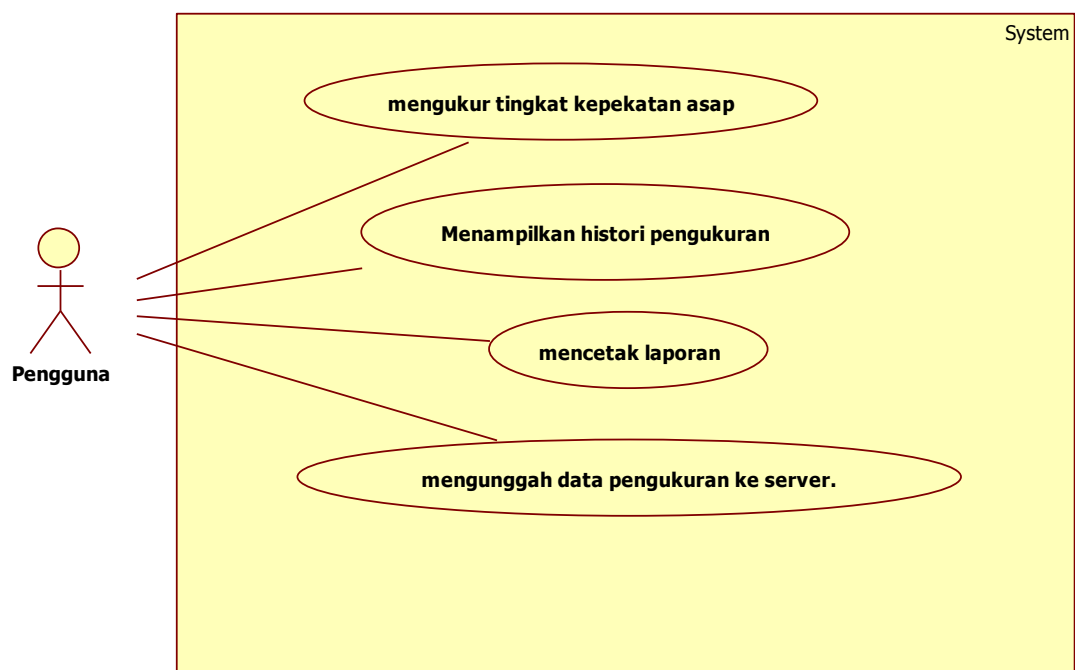 System
mengukur tingkat kepekatan asap
Menampilkan histori pengukuran
mencetak laporan
Pengguna
mengunggah data pengukuran ke server.